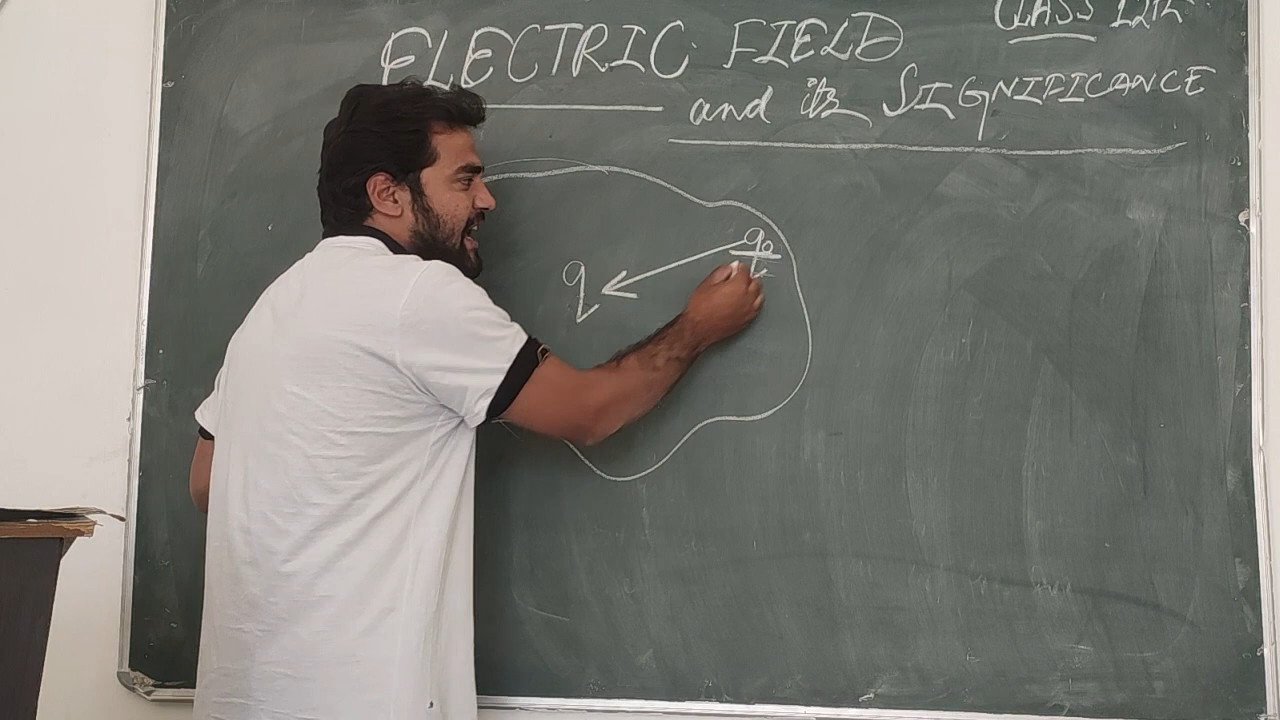 CLASS 12th
ELECTRIC FIELD
and its SIGNIFICANCE
q0
q